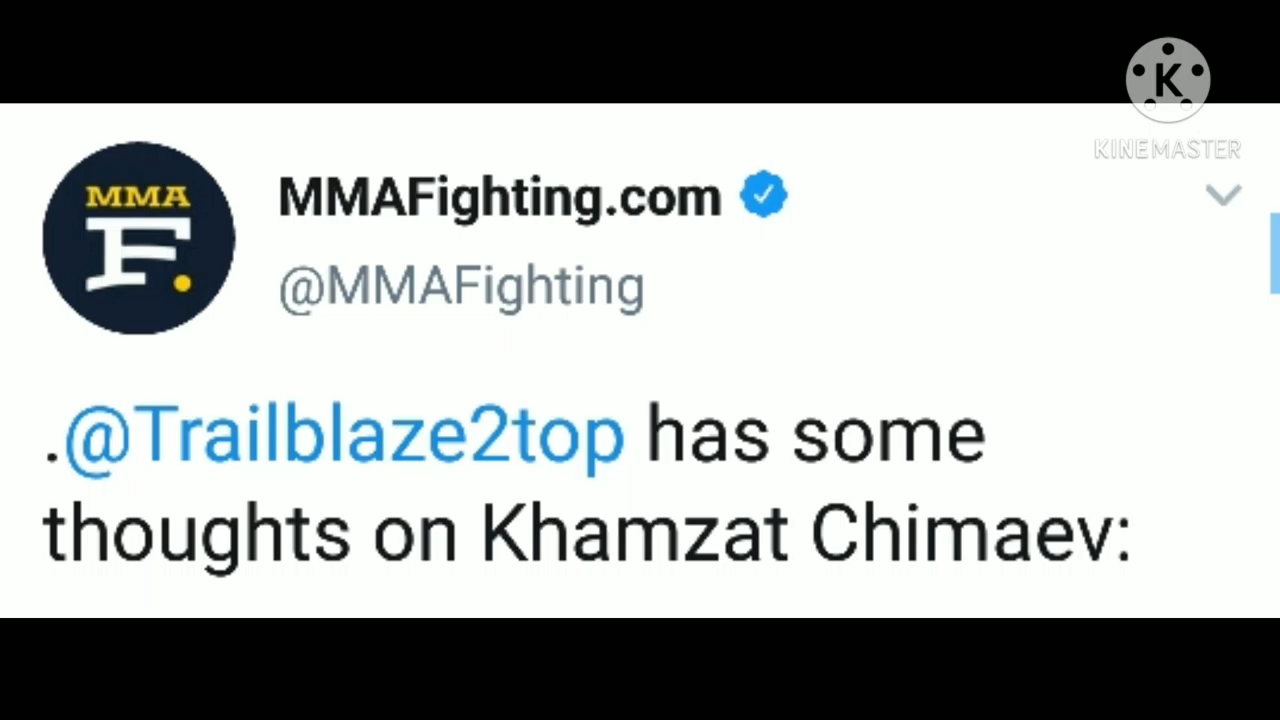 K
KINEMASTER
MMA
F.
MMAFighting.com
@MMAFighting
.@Trailblaze2top has some
thoughts on Khamzat Chimaev: